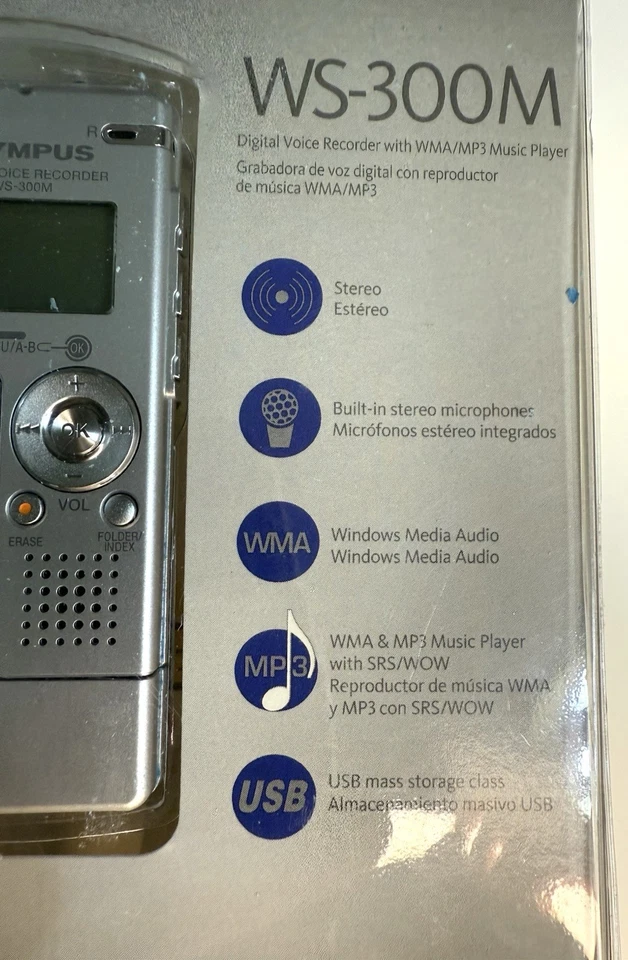 WS-300M
Digital Voice Recorder with WMA/MP3 Music Player
Grabadora de voz digital con reproductor
de música WMA/MP3
Stereo
Estéreo
Built-in stereo microphones
Micrófonos estéreo integrados
WMA
Windows Media Audio
Windows Media Audio
MP3
WMA & MP3 Music Player
with SRS/WOW
Reproductor de música WMA
y MP3 con SRS/WOW
USB
USB mass storage class
Almacenamiento masivo USB
R
YMPUS
OICE RECORDER
VS-300M
U/A-B
OK
+
OK
–
VOL
ERASE
FOLDER/
INDEX